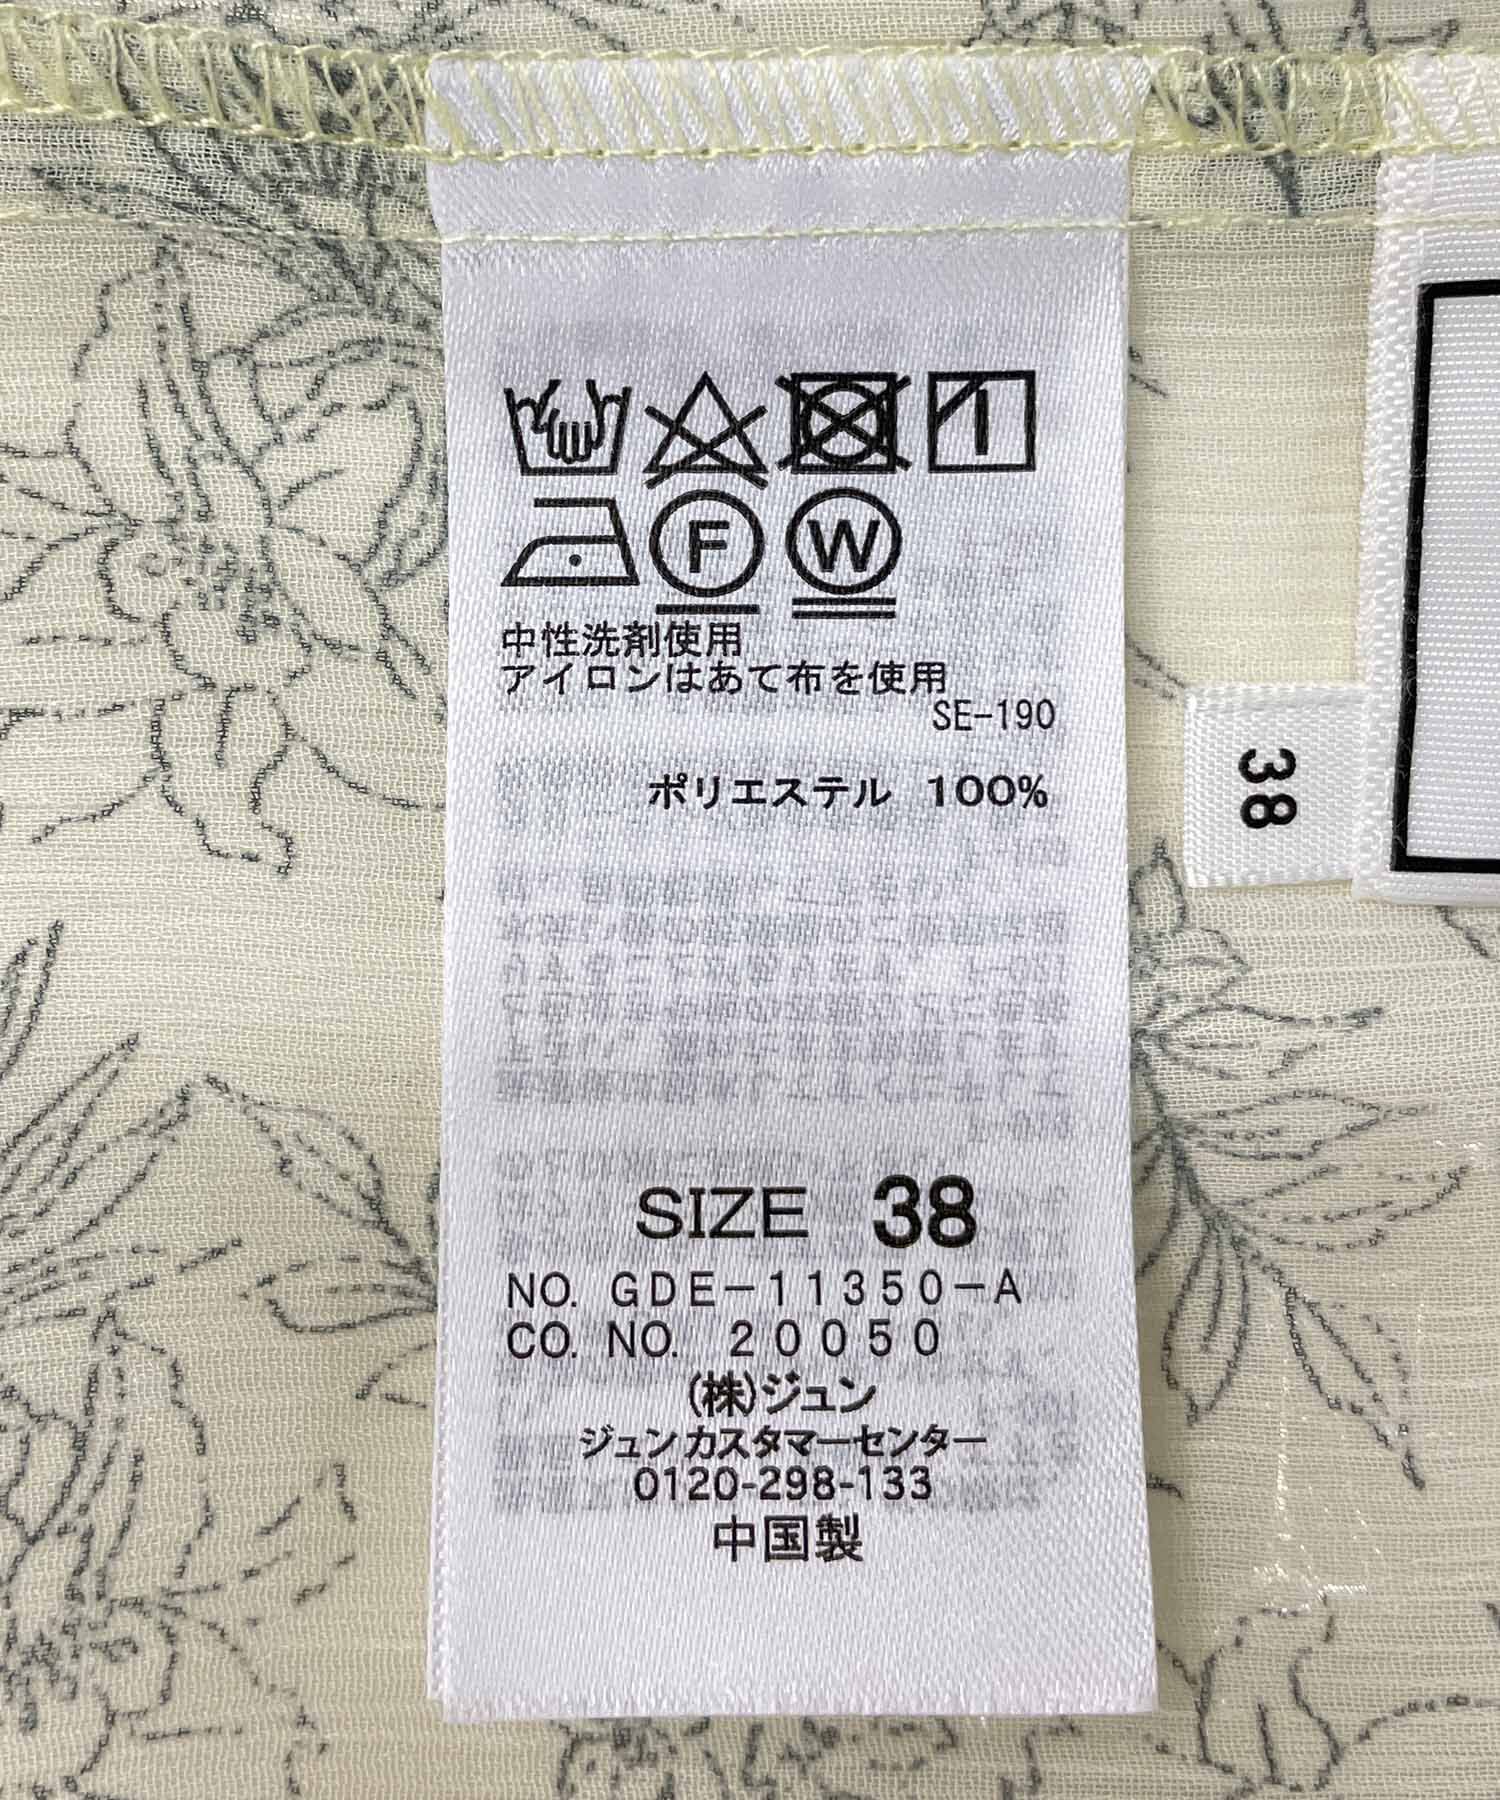 F W
中性洗剤使用
アイロンはあて布を使用
SE-190
ポリエステル 100%
SIZE 38
NO. GDE-11350-A
CO. NO. 20050
(株)ジュン
ジュンカスタマーセンター
0120-298-133
中国製
38